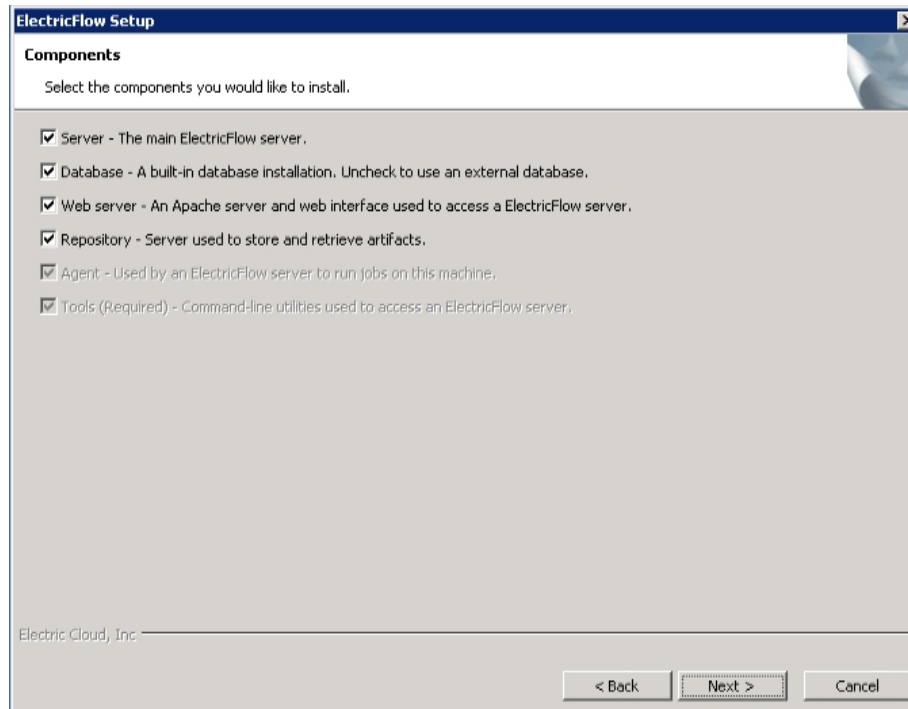 ElectricFlow Setup
Components
Select the components you would like to install.
Server - The main ElectricFlow server.
Database - A built-in database installation. Uncheck to use an external database.
Web server - An Apache server and web interface used to access a ElectricFlow server.
Repository - Server used to store and retrieve artifacts.
Agent - Used by an ElectricFlow server to run jobs on this machine.
Tools (Required) - Command-line utilities used to access an ElectricFlow server.
Electric Cloud, Inc
< Back Next > Cancel